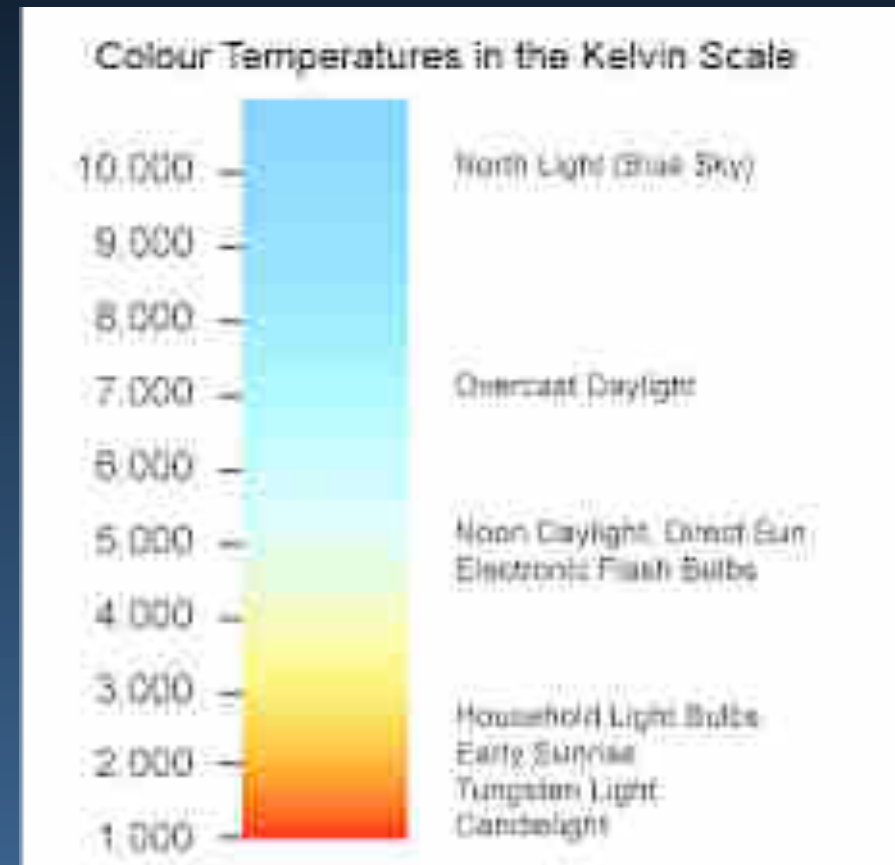 Colour Temperatures in the Kelvin Scale
10.000 North Light (Blue Sky)
9.000
8.000
7.000 Overcast Daylight
6.000
5.000 Noon Daylight, Direct Sun
Electronic Flash Bulbs
4.000
3.000
Household Light Bulbs
2.000 Early Sunrise
Tungsten Light
1.000 Candlelight